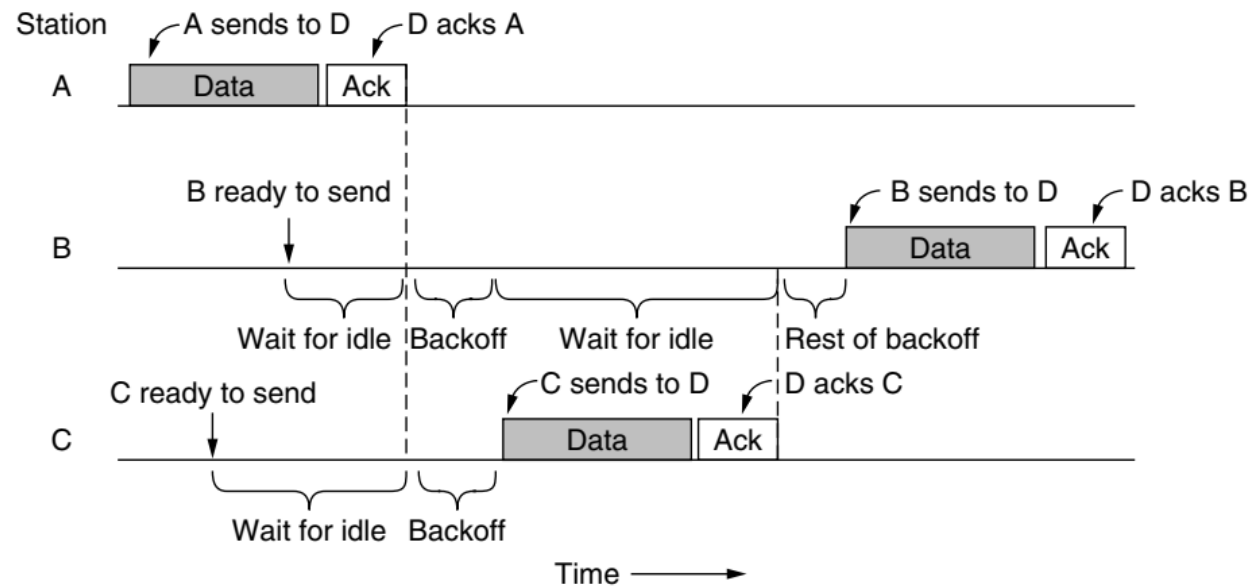 Station
A sends to D
D acks A
A
Data
Ack
B ready to send
B sends to D
D acks B
B
Data
Ack
Wait for idle
Backoff
Wait for idle
Rest of backoff
C ready to send
C sends to D
D acks C
C
Data
Ack
Wait for idle
Backoff
Time